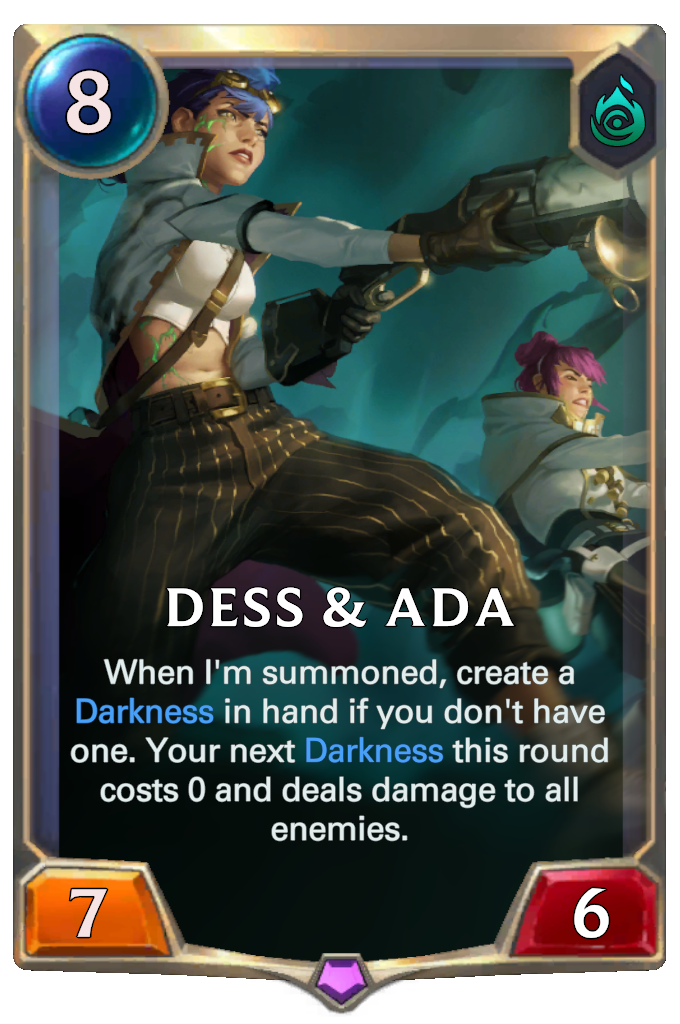 8
DESS & ADA
When I'm summoned, create a
Darkness in hand if you don't have
one. Your next Darkness this round
costs 0 and deals damage to all
enemies.
7
6